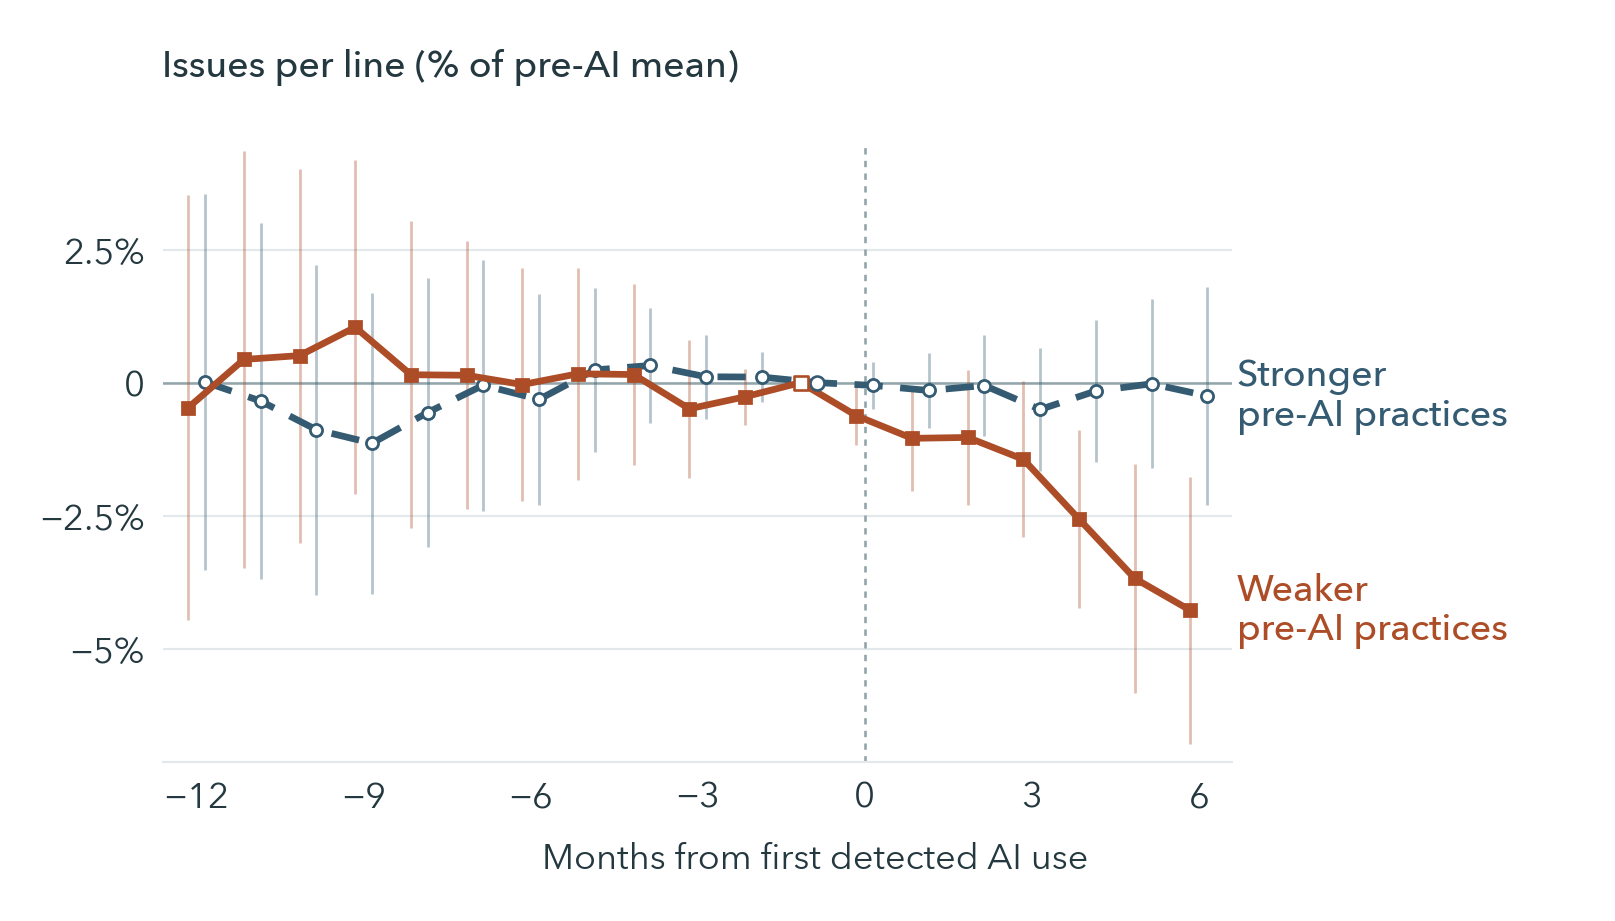 Issues per line (% of pre-AI mean)
2.5%
0
−2.5%
−5%
Stronger
pre-AI practices
Weaker
pre-AI practices
−12 −9 −6 −3 0 3 6
Months from first detected AI use